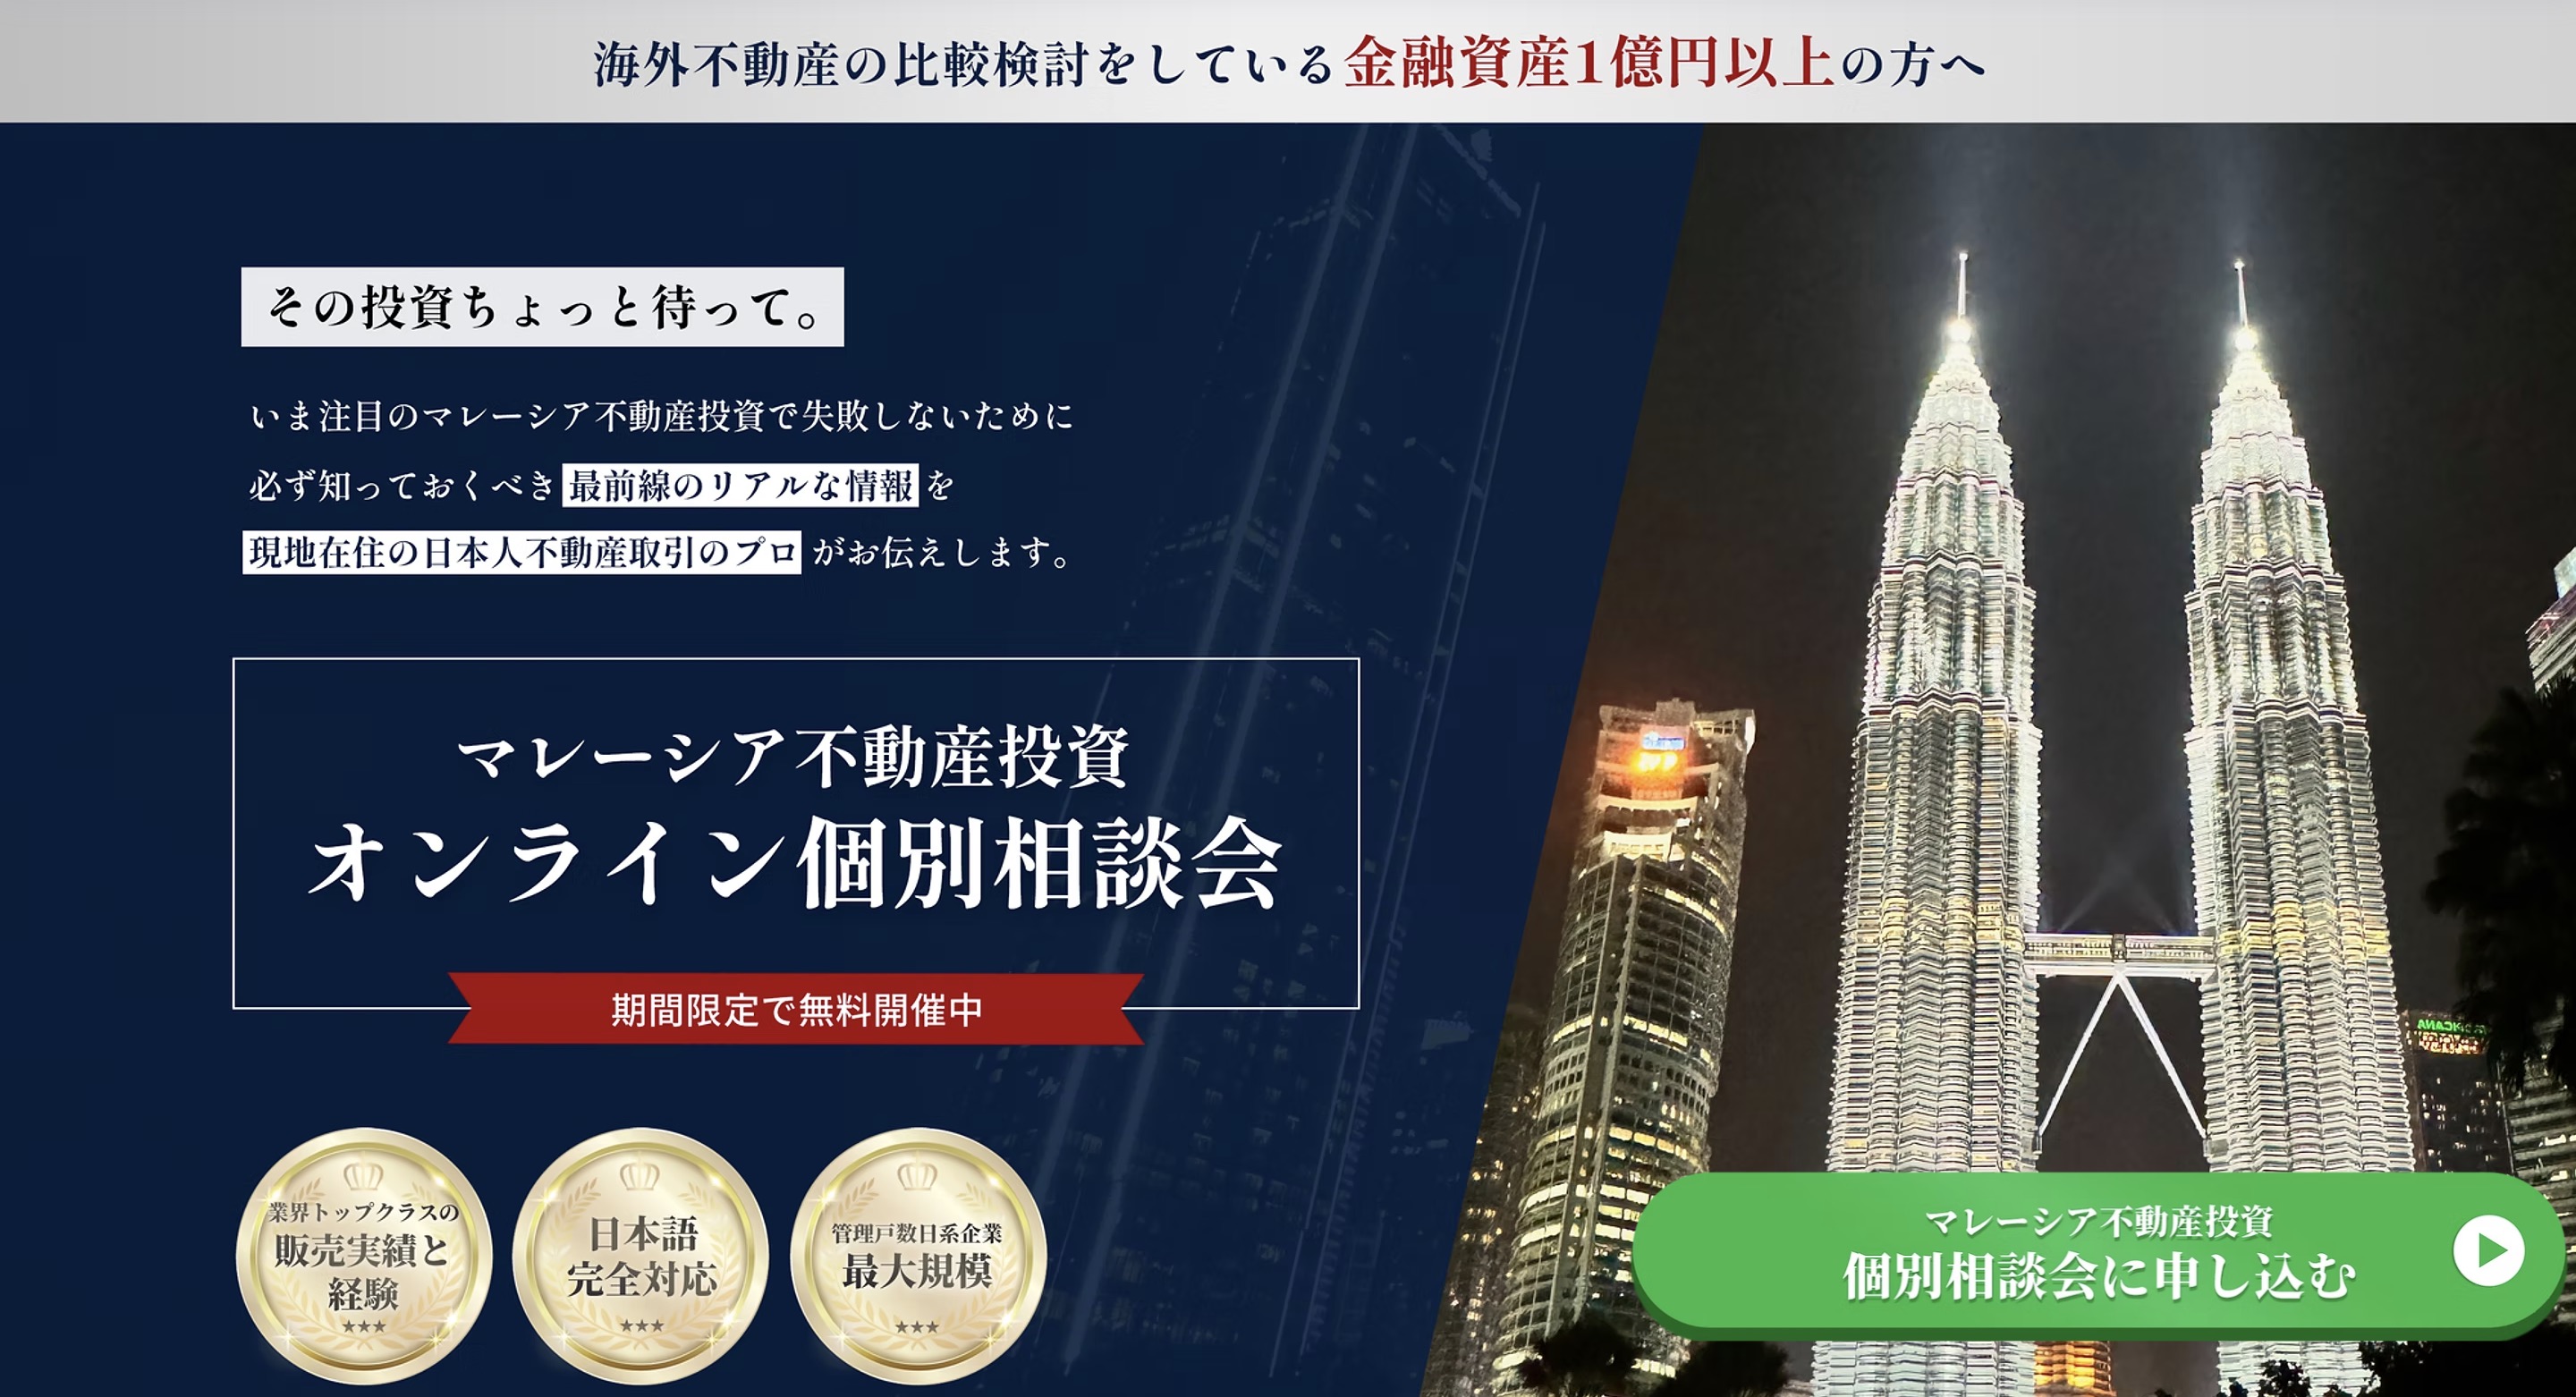 海外不動産の比較検討をしている金融資産1億円以上の方へ
その投資ちょっと待って。
いま注目のマレーシア不動産投資で失敗しないために
必ず知っておくべき最前線のリアルな情報を
現地在住の日本人不動産取引のプロがお伝えします。
マレーシア不動産投資
オンライン個別相談会
期間限定で無料開催中
業界トップクラスの
販売実績と
経験
日本語
完全対応
管理戸数日系企業
最大規模
マレーシア不動産投資
個別相談会に申し込む